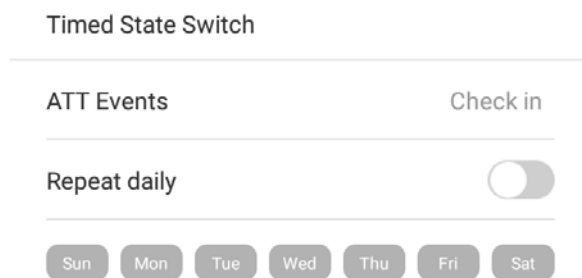 Timed State Switch
ATT Events Check in
Repeat daily
Sun Mon Tue Wed Thu Fri Sat